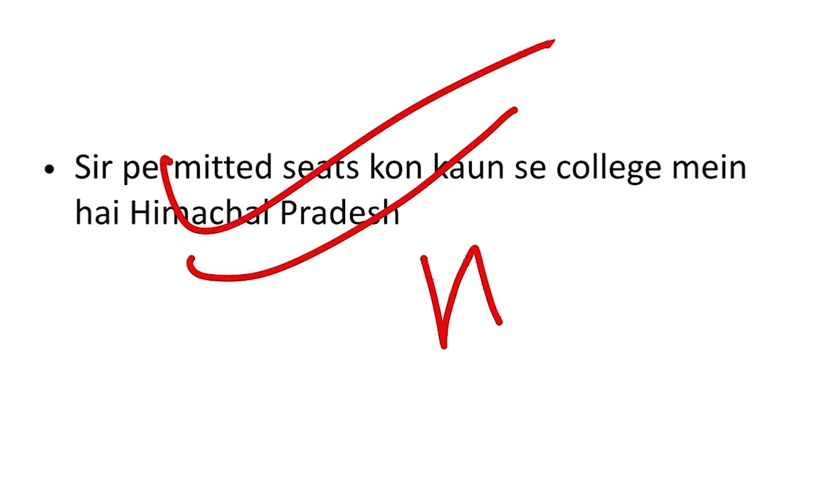 • Sir permitted seats kon kaun se college mein
hai Himachal Pradesh